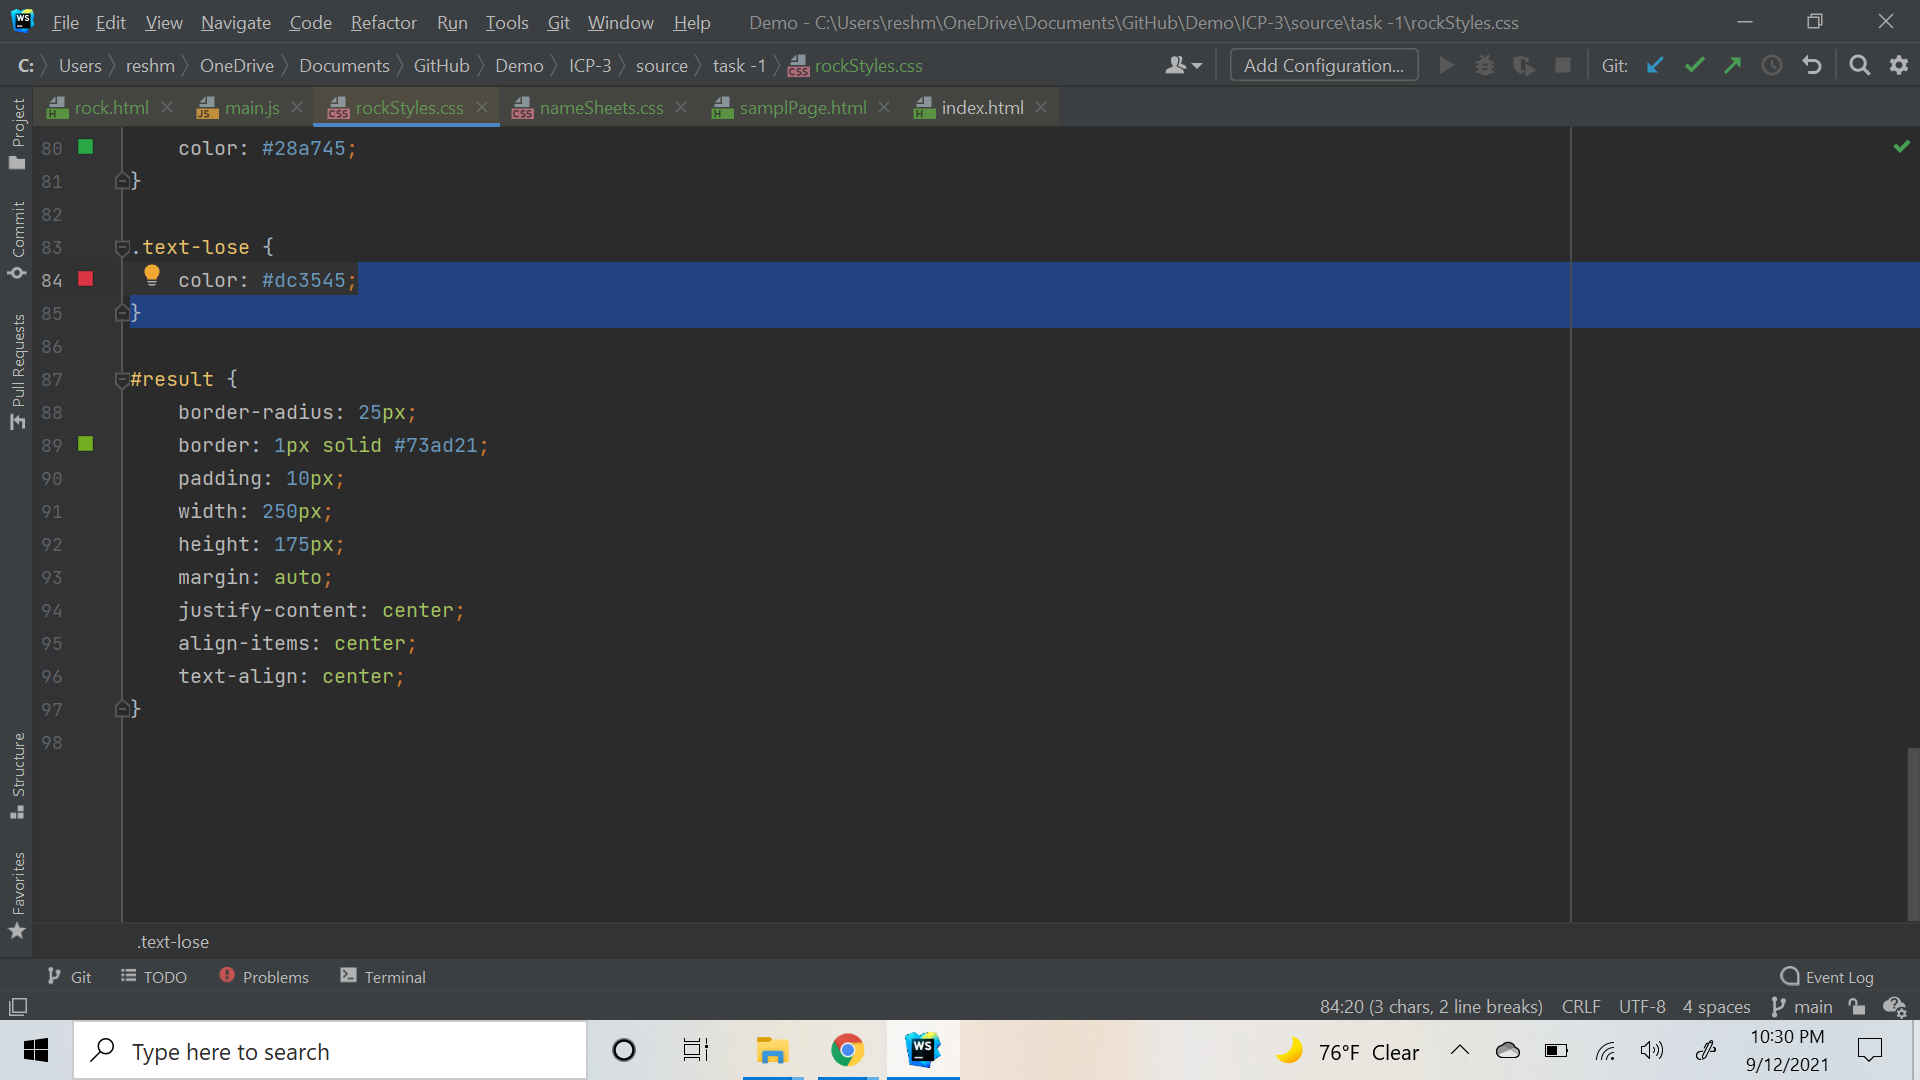 WS File Edit View Navigate Code Refactor Run Tools Git Window Help Demo - C:\Users\reshm\OneDrive\Documents\GitHub\Demo\ICP-3\source\task -1\rockStyles.css
C: Users reshm OneDrive Documents GitHub Demo ICP-3 source task -1 CSS rockStyles.css Add Configuration... Git:
H rock.html JS main.js CSS rockStyles.css CSS nameSheets.css H samplPage.html H index.html
Project
Commit
Pull Requests
Structure
Favorites
80 color: #28a745;
81 }
82
83 .text-lose {
84 color: #dc3545;
85 }
86
87 #result {
88 border-radius: 25px;
89 border: 1px solid #73ad21;
90 padding: 10px;
91 width: 250px;
92 height: 175px;
93 margin: auto;
94 justify-content: center;
95 align-items: center;
96 text-align: center;
97 }
98
.text-lose
Git TODO Problems Terminal Event Log
84:20 (3 chars, 2 line breaks) CRLF UTF-8 4 spaces main
Type here to search WS 76°F Clear 10:30 PM
9/12/2021